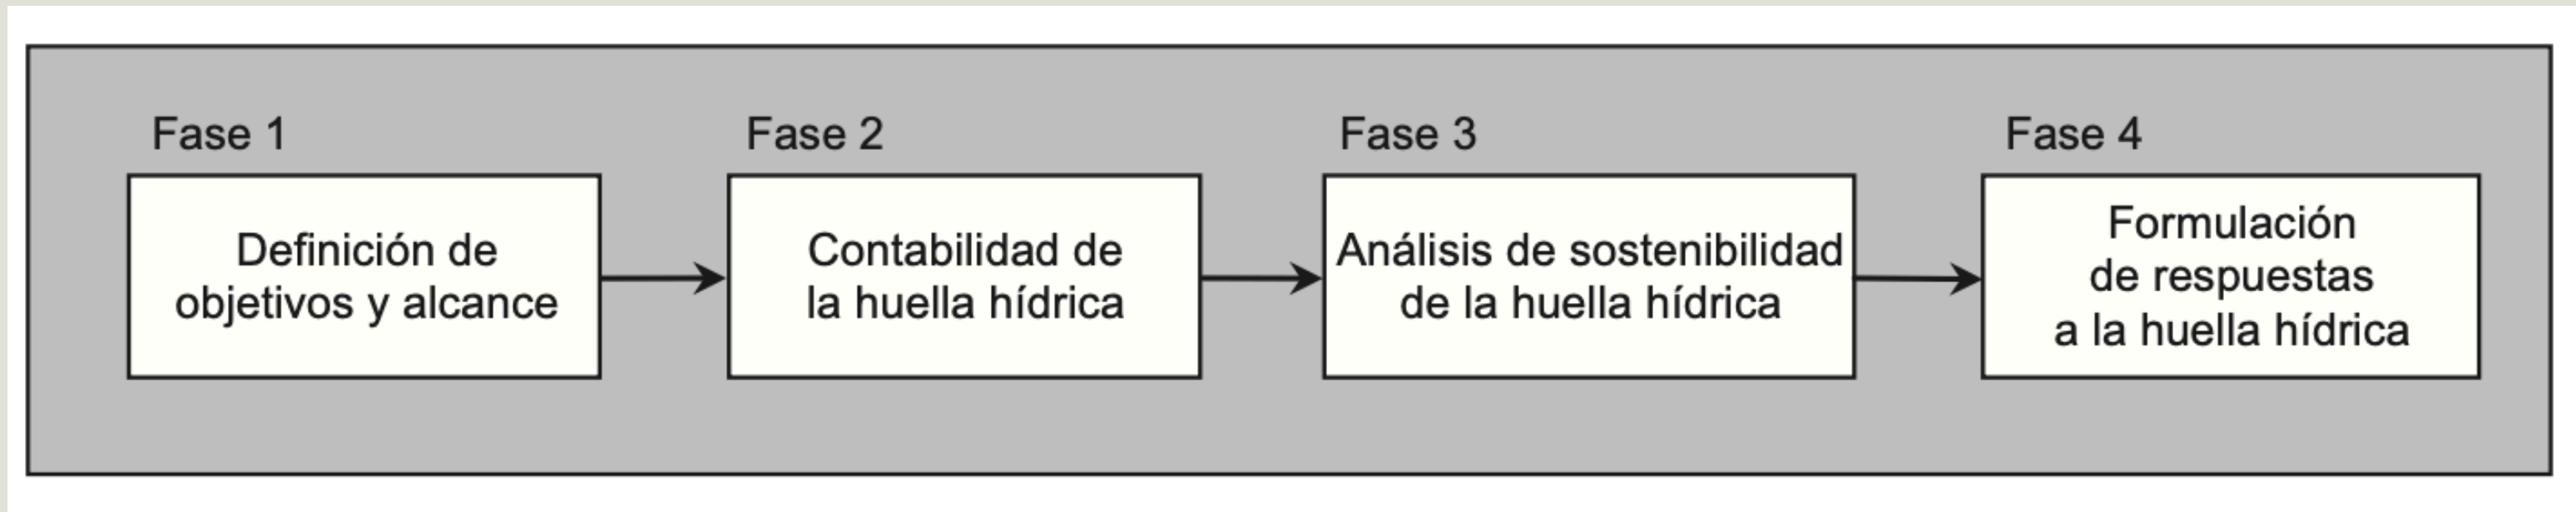 Fase 1
Definición de
objetivos y alcance
Fase 2
Contabilidad de
la huella hídrica
Fase 3
Análisis de sostenibilidad
de la huella hídrica
Fase 4
Formulación
de respuestas
a la huella hídrica